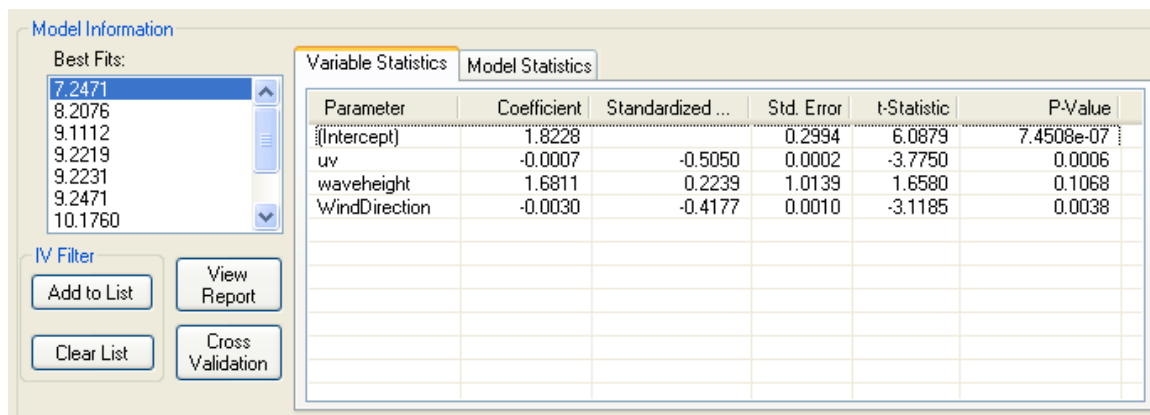 Model Information
Best Fits:
7.2471
8.2076
9.1112
9.2219
9.2231
9.2471
10.1760
IV Filter
Add to List
View Report
Clear List
Cross Validation
Variable Statistics Model Statistics
Parameter Coefficient Standardized ... Std. Error t-Statistic P-Value
(Intercept) 1.8228 0.2994 6.0879 7.4508e-07
uv -0.0007 -0.5050 0.0002 -3.7750 0.0006
waveheight 1.6811 0.2239 1.0139 1.6580 0.1068
WindDirection -0.0030 -0.4177 0.0010 -3.1185 0.0038